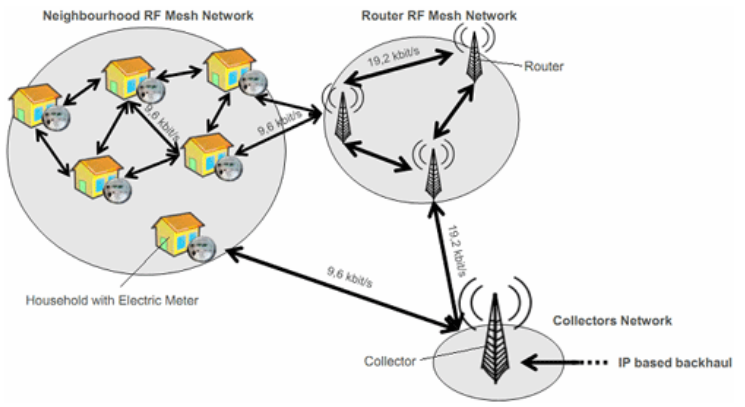 Neighbourhood RF Mesh Network
Router RF Mesh Network
19,2 kbit/s
Router
9,6 kbit/s
9,6 kbit/s
19,2 kbit/s
9,6 kbit/s
Household with Electric Meter
Collectors Network
Collector
IP based backhaul